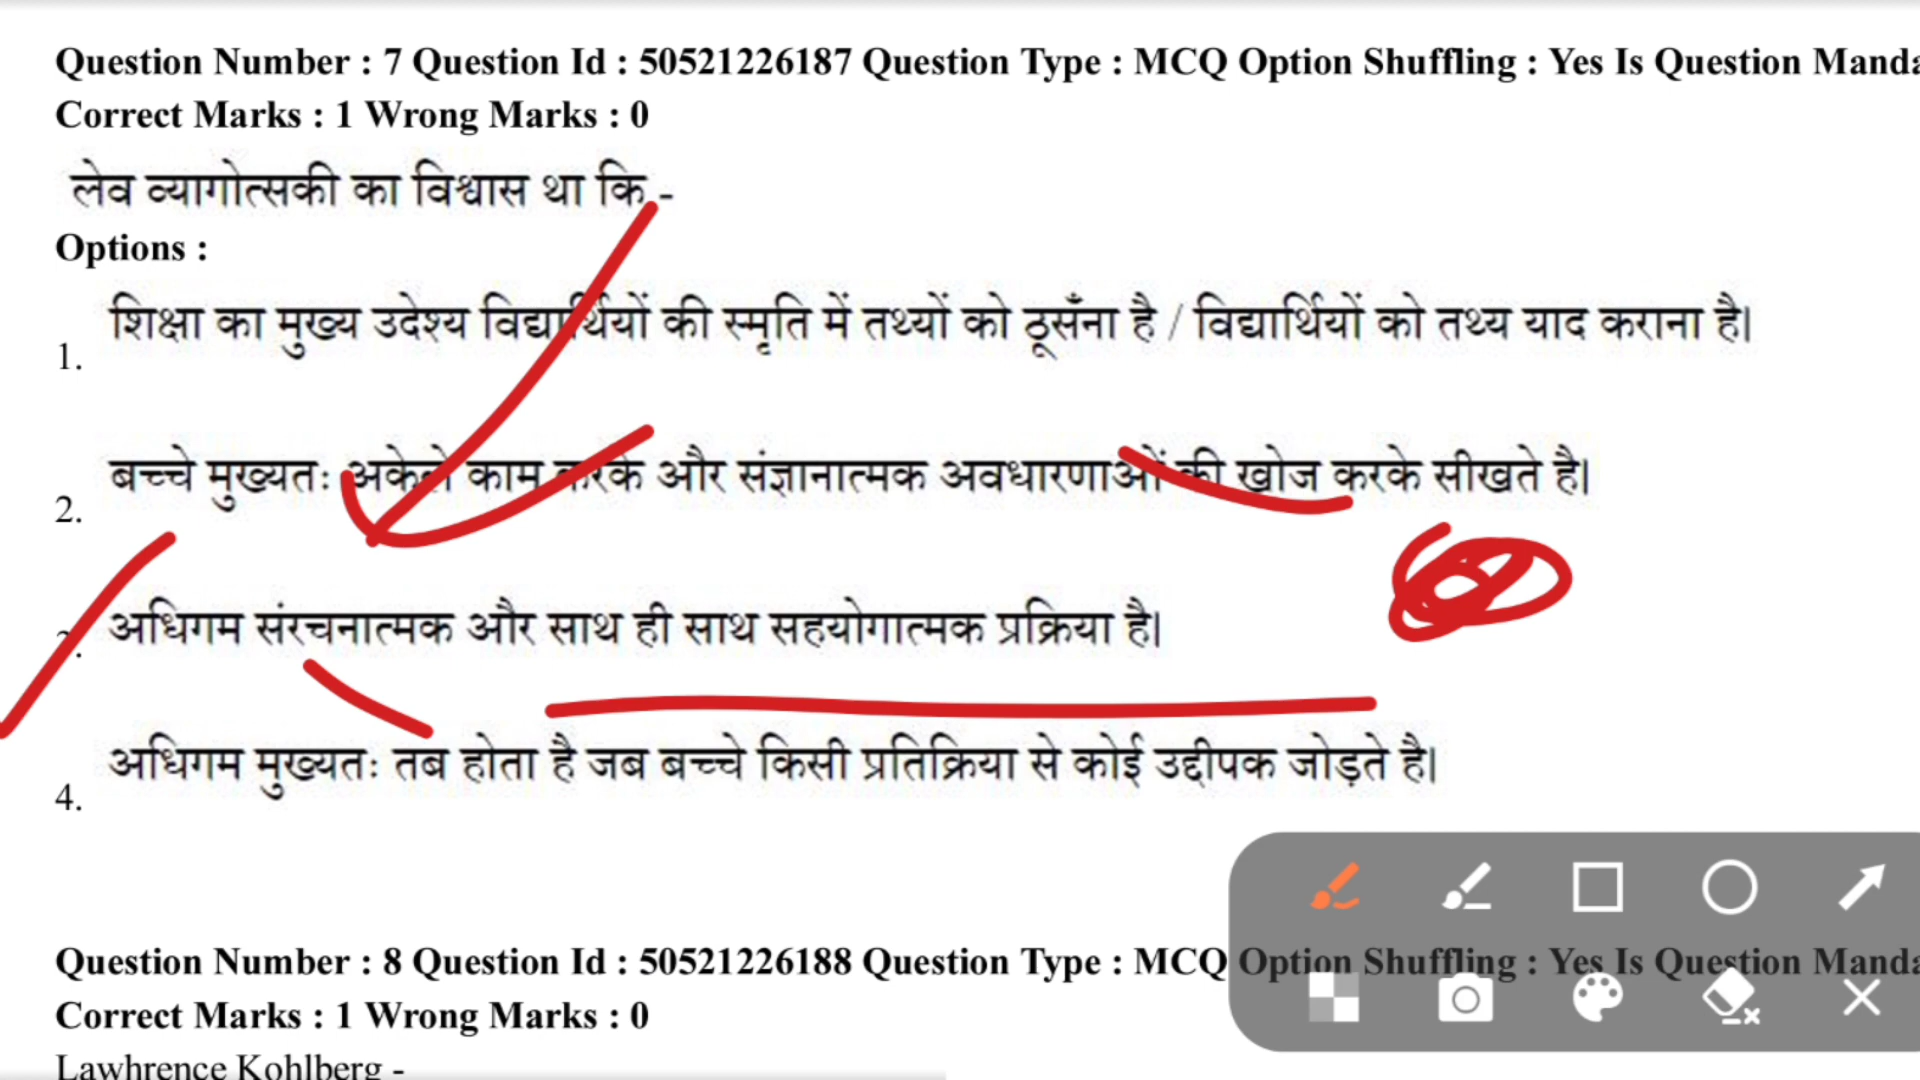 Question Number : 7 Question Id : 50521226187 Question Type : MCQ Option Shuffling : Yes Is Question Manda
Correct Marks : 1 Wrong Marks : 0
लेव व्यागोत्सकी का विश्वास था कि -
Options :
1. शिक्षा का मुख्य उदेश्य विद्यार्थियों की स्मृति में तथ्यों को ठूसँना है / विद्यार्थियों को तथ्य याद कराना है।
2. बच्चे मुख्यतः अकेले काम करके और संज्ञानात्मक अवधारणाओं की खोज करके सीखते है।
अधिगम संरचनात्मक और साथ ही साथ सहयोगात्मक प्रक्रिया है।
4. अधिगम मुख्यतः तब होता है जब बच्चे किसी प्रतिक्रिया से कोई उद्दीपक जोड़ते है।
Question Number : 8 Question Id : 50521226188 Question Type : MCQ Option Shuffling : Yes Is Question Manda
Correct Marks : 1 Wrong Marks : 0
Lawhrence Kohlberg -